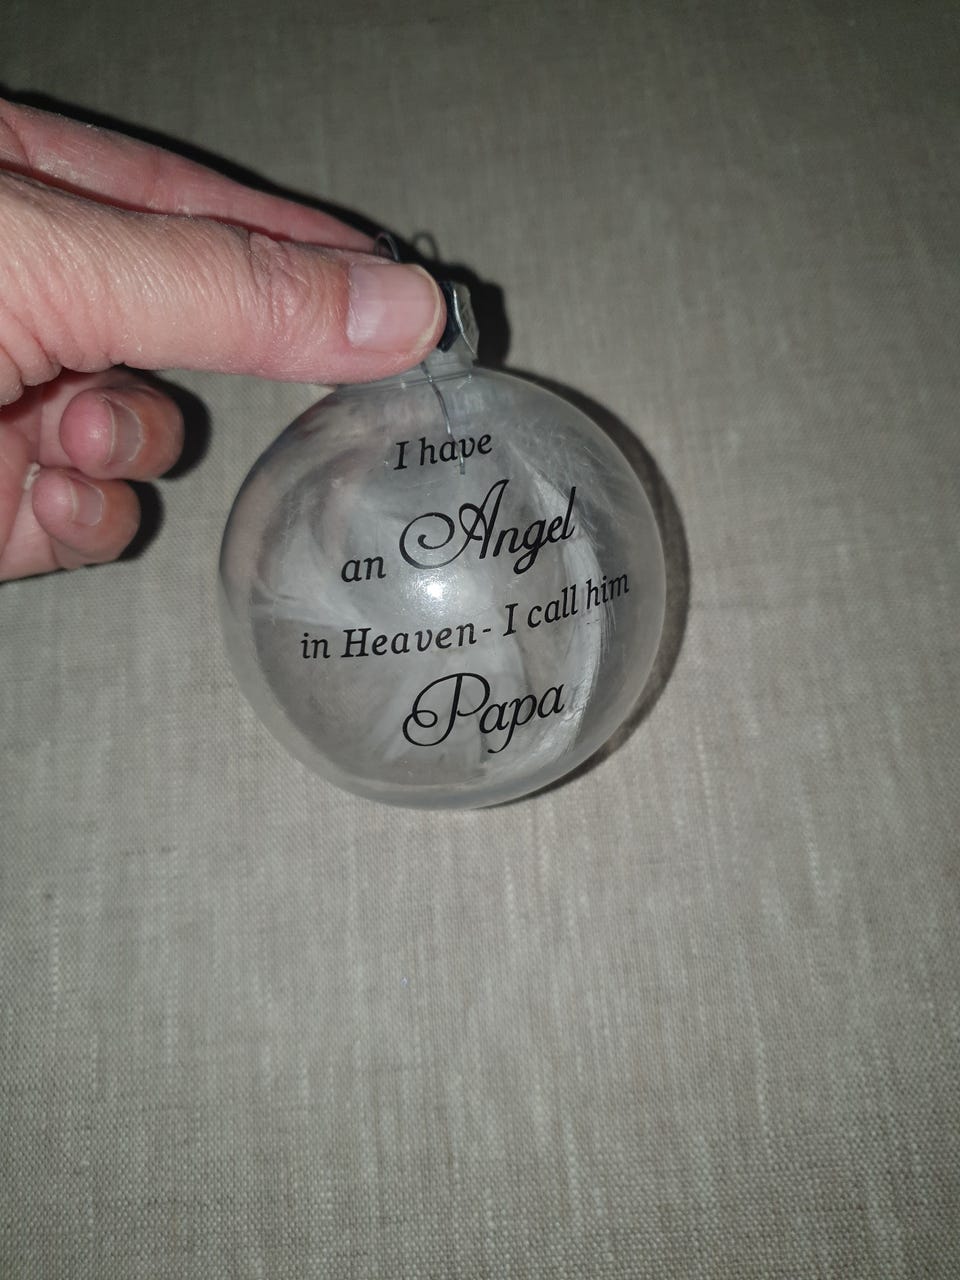 I have
an Angel
in Heaven - I call him
Papa